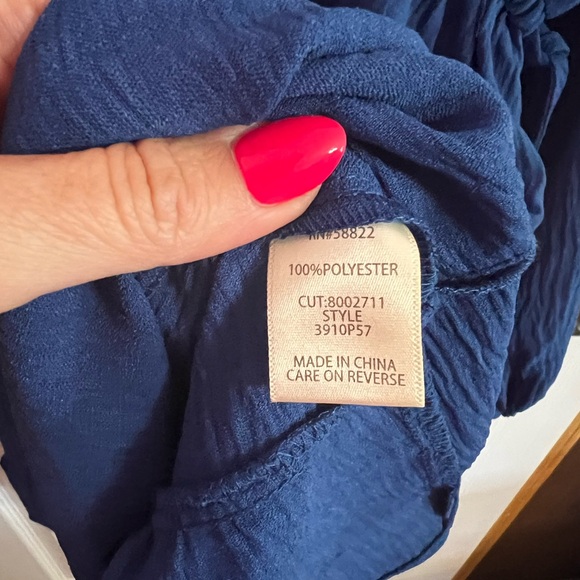 RN#58822
100%POLYESTER
CUT:8002711
STYLE
3910P57
MADE IN CHINA
CARE ON REVERSE